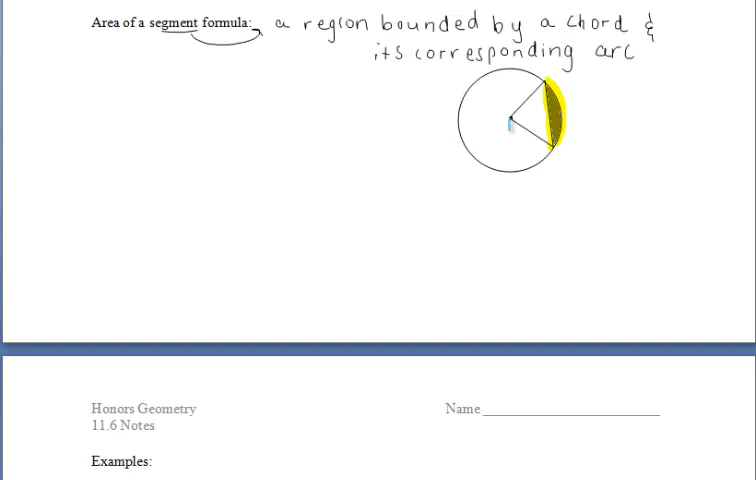 Area of a segment formula: a region bounded by a chord &
its corresponding arc
Honors Geometry
Name
11.6 Notes
Examples: